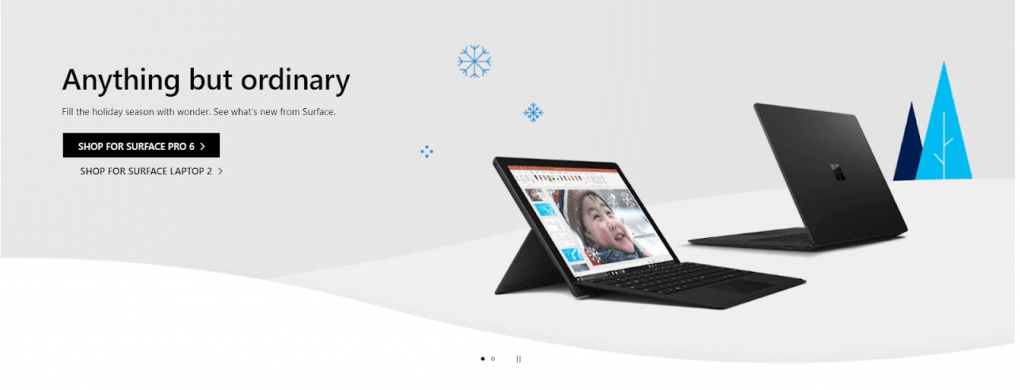 Anything but ordinary
Fill the holiday season with wonder. See what's new from Surface.
SHOP FOR SURFACE PRO 6 >
SHOP FOR SURFACE LAPTOP 2 >